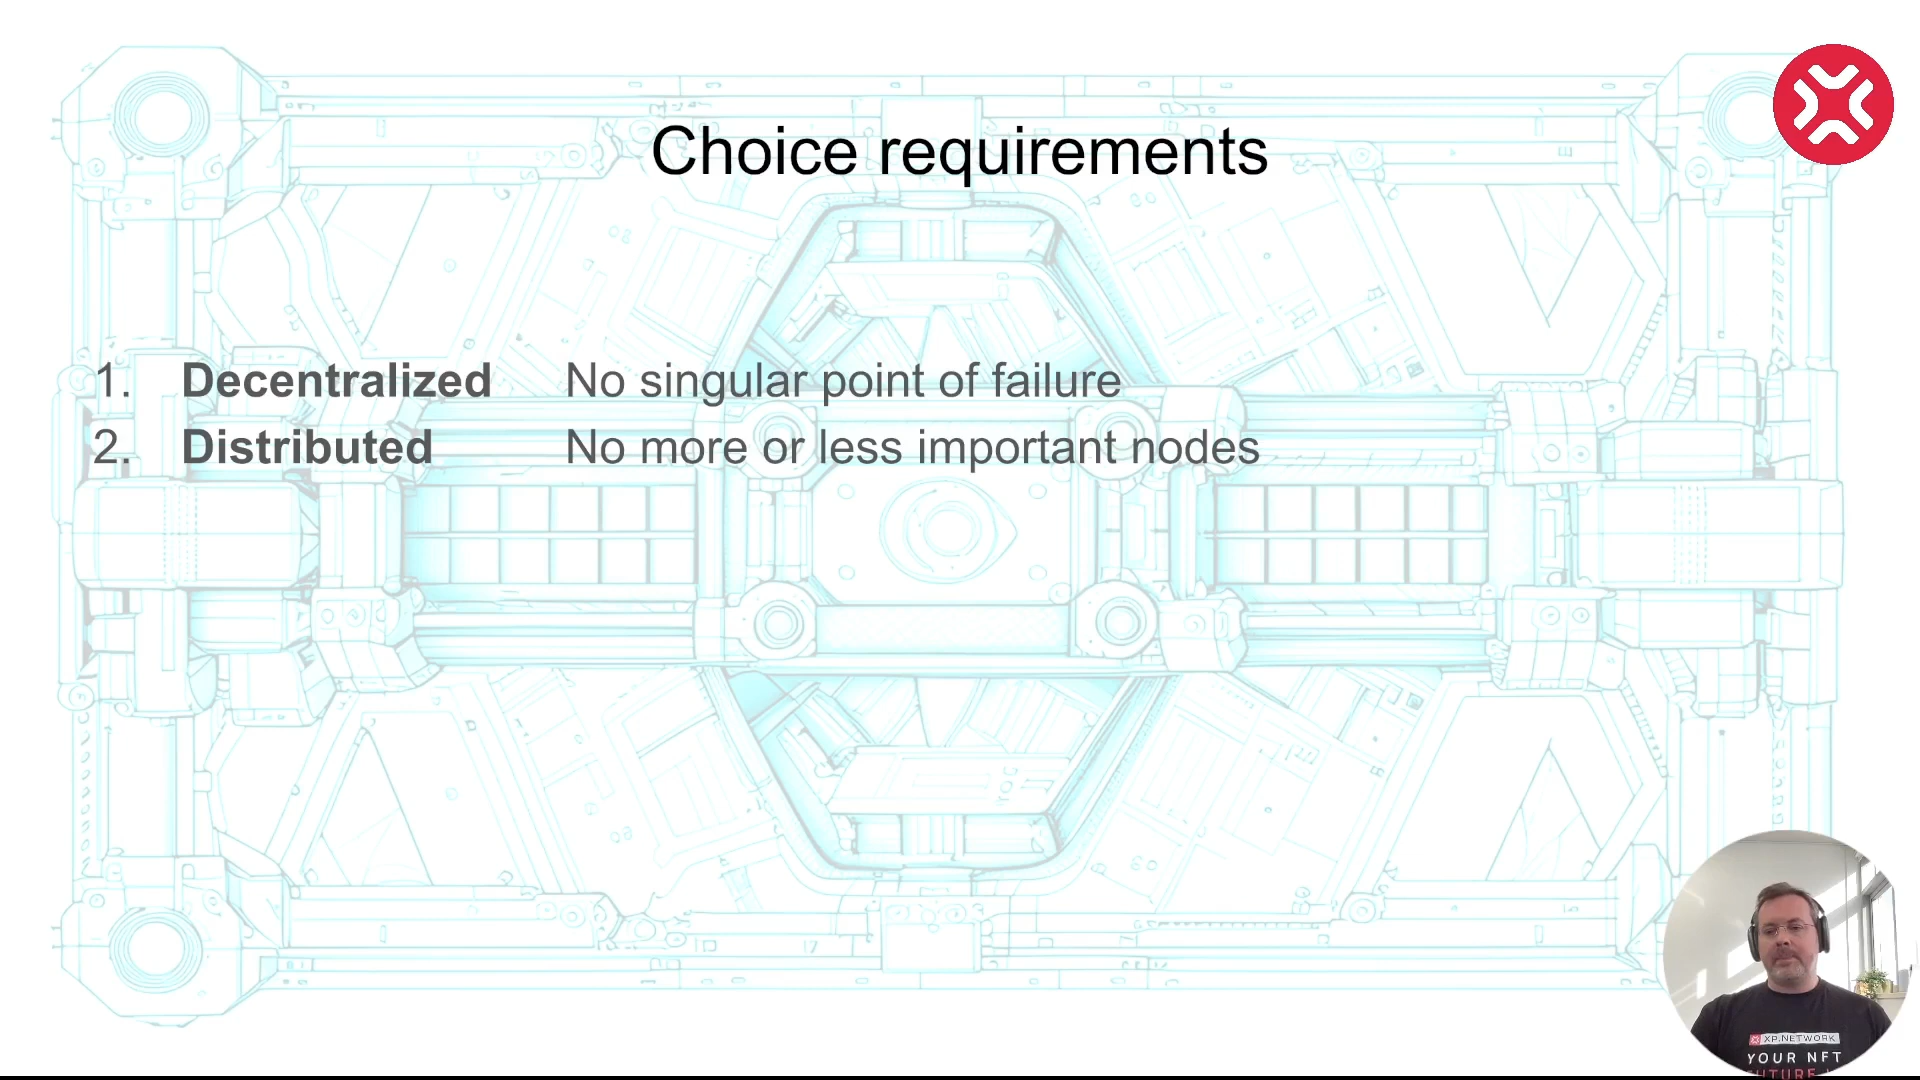 Choice requirements
1. Decentralized No singular point of failure
2. Distributed No more or less important nodes
XP.NETWORK
YOUR NFT
FUTURE